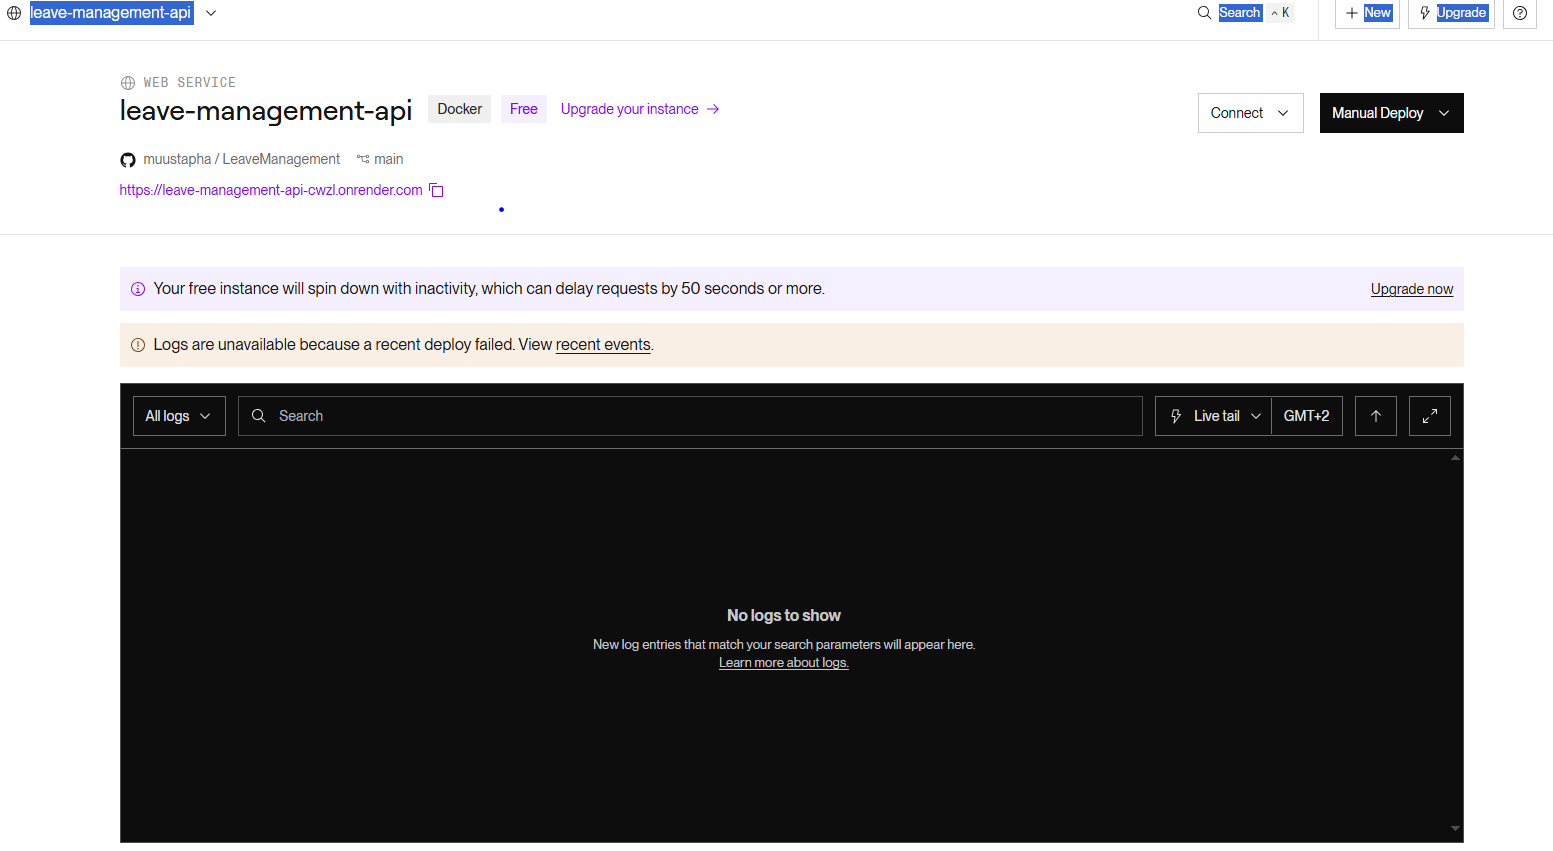 leave-management-api
Search ^ K
New
Upgrade
WEB SERVICE
leave-management-api Docker Free Upgrade your instance →
Connect
Manual Deploy
muustapha / LeaveManagement main
https://leave-management-api-cwzl.onrender.com
Your free instance will spin down with inactivity, which can delay requests by 50 seconds or more.
Upgrade now
Logs are unavailable because a recent deploy failed. View recent events.
All logs
Search
Live tail
GMT+2
No logs to show
New log entries that match your search parameters will appear here.
Learn more about logs.